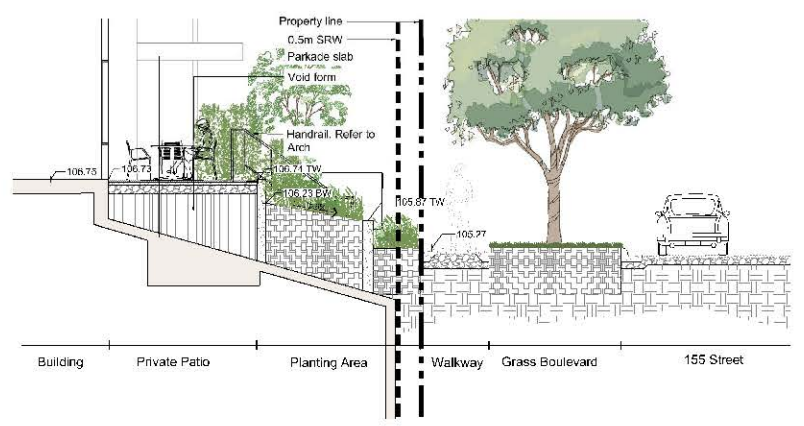 Property line
0.5m SRW
Parkade slab
Void form
Handrail. Refer to
Arch
106.75
106.73
106.74 TW
106.23 BW
105.87 TW
105.27
Building
Private Patio
Planting Area
Walkway
Grass Boulevard
155 Street